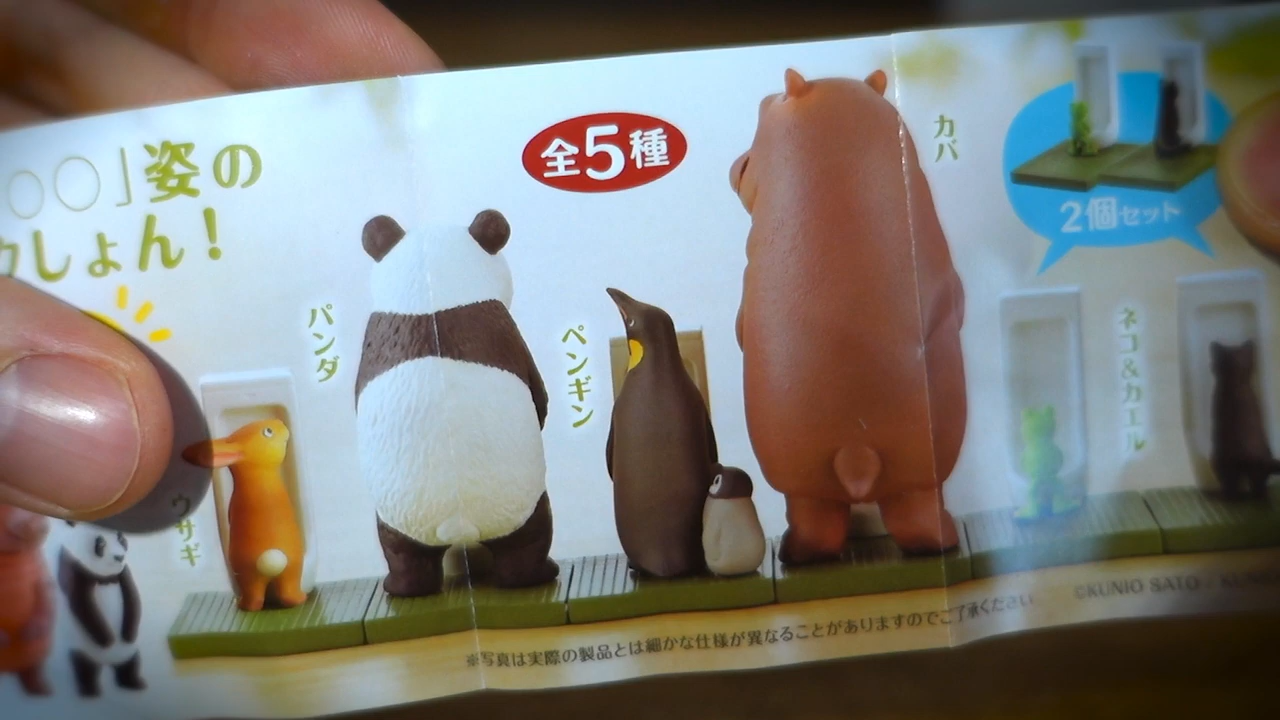 ○○」姿の
しょん!
全5種
カバ
2個セット
パンダ
ペンギン
ネコ&カエル
ウサギ
©KUNIO SATO
※写真は実際の製品とは細かな仕様が異なることがありますのでご了承ください